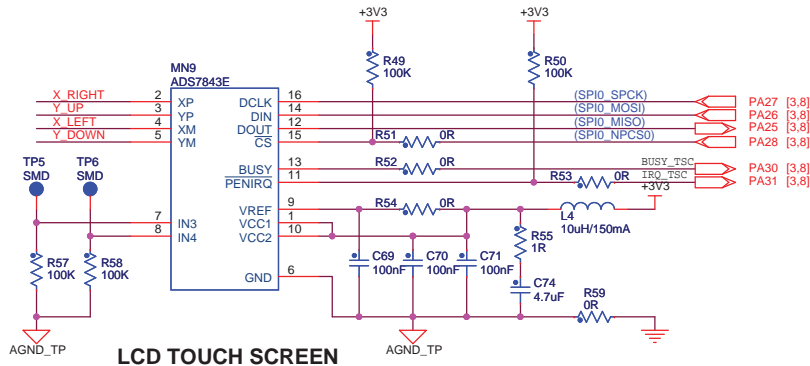 +3V3 +3V3
MN9
ADS7843E
R49
100K
R50
100K
X_RIGHT 2 XP DCLK 16 (SPI0_SPCK) PA27 [3,8]
Y_UP 3 YP DIN 14 (SPI0_MOSI) PA26 [3,8]
X_LEFT 4 XM DOUT 12 (SPI0_MISO) PA25 [3,8]
Y_DOWN 5 YM CS 15 R51 0R (SPI0_NPCS0) PA28 [3,8]
TP5
SMD
TP6
SMD
BUSY 13 R52 0R BUSY_TSC PA30 [3,8]
PENIRQ 11 R53 0R IRQ_TSC PA31 [3,8]
+3V3
VREF 9 R54 0R
L4
10uH/150mA
7 IN3 VCC1 1
8 IN4 VCC2 10
R55
1R
R57
100K
R58
100K
C69
100nF
C70
100nF
C71
100nF
GND 6
C74
4.7uF
R59
0R
AGND_TP AGND_TP
LCD TOUCH SCREEN